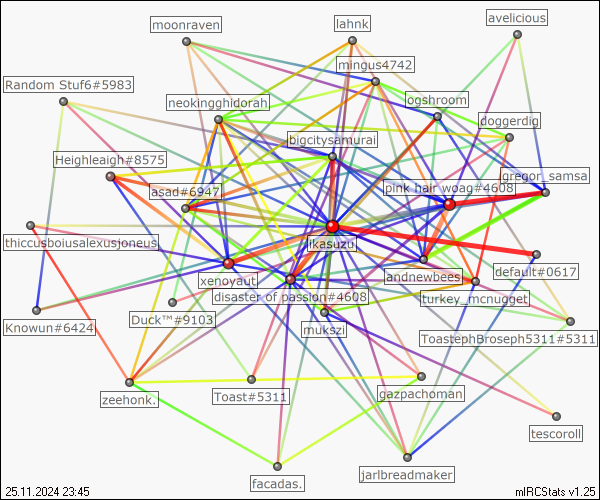 moonraven
lahnk
avelicious
mingus4742
Random Stuf6#5983
neokingghidorah
ogshroom
doggerdig
bigcitysamurai
Heighleaigh#8575
gregor_samsa
asad#6947
pink hair woag#4608
thiccusboiusalexusjoneus
likasuzu
xenoyaut
andnewbees
default#0617
disaster of passion#4608
turkey_mcnugget
Knowun#6424
Duck™#9103
mukszi
ToastephBroseph5311#5311
zeehonk.
Toast#5311
gazpachoman
tescoroll
facadas.
jarlbreadmaker
25.11.2024 23:45
mIRCStats v1.25